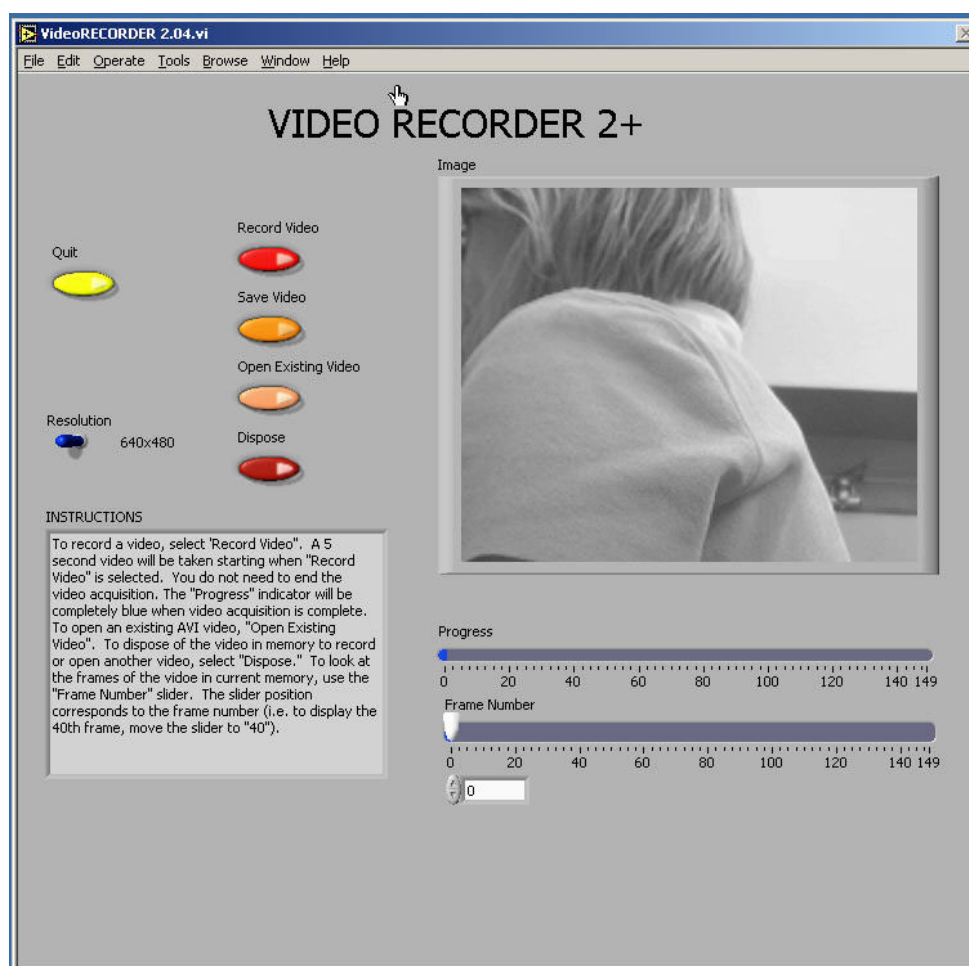 VideoRECORDER 2.04.vi
File Edit Operate Tools Browse Window Help
VIDEO RECORDER 2+
Image
Record Video
Quit
Save Video
Open Existing Video
Resolution
640x480
Dispose
INSTRUCTIONS
To record a video, select 'Record Video". A 5
second video will be taken starting when "Record
Video" is selected. You do not need to end the
video acquisition. The "Progress" indicator will be
completely blue when video acquisition is complete.
To open an existing AVI video, "Open Existing
Video". To dispose of the video in memory to record
or open another video, select "Dispose." To look at
the frames of the vidoe in current memory, use the
"Frame Number" slider. The slider position
corresponds to the frame number (i.e. to display the
40th frame, move the slider to "40").
Progress
0 20 40 60 80 100 120 140 149
Frame Number
0 20 40 60 80 100 120 140 149
0